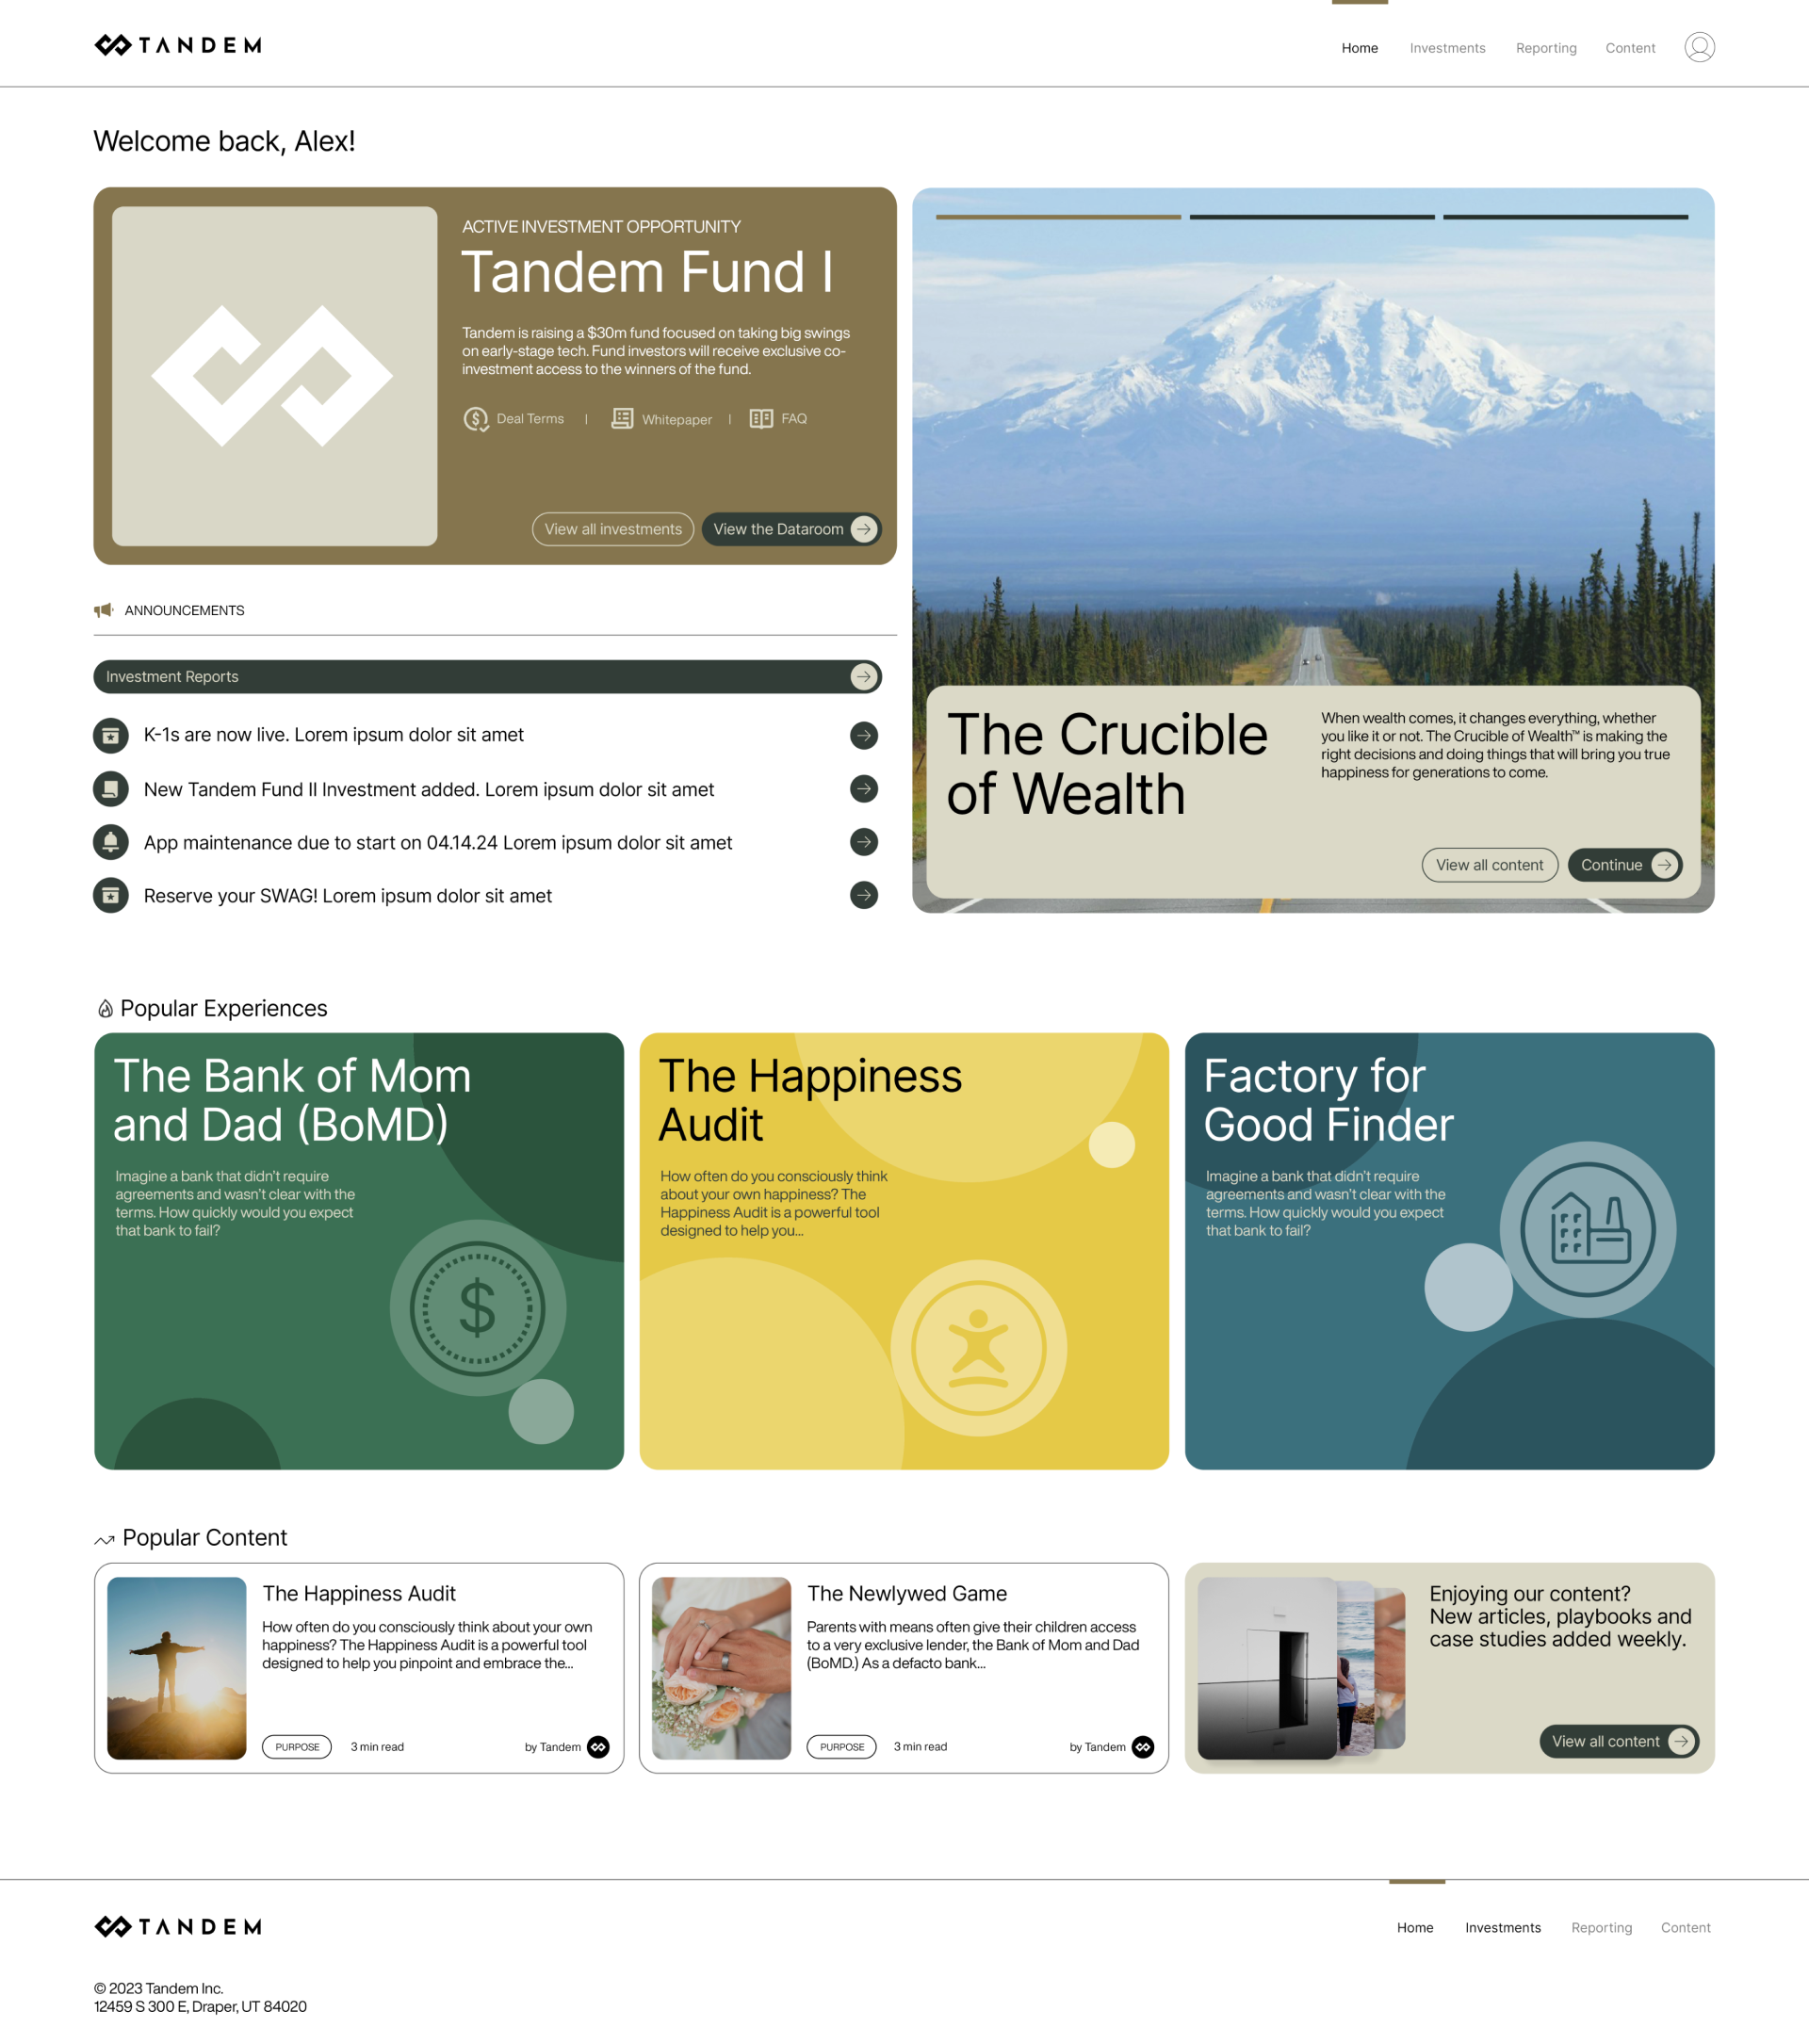 TANDEM
Home
Investments
Reporting
Content
Welcome back, Alex!
ACTIVE INVESTMENT OPPORTUNITY
Tandem Fund I
Tandem is raising a $30m fund focused on taking big swings
on early-stage tech. Fund investors will receive exclusive co-
investment access to the winners of the fund.
Deal Terms | Whitepaper | FAQ
View all investments
View the Dataroom
ANNOUNCEMENTS
Investment Reports
K-1s are now live. Lorem ipsum dolor sit amet
New Tandem Fund II Investment added. Lorem ipsum dolor sit amet
App maintenance due to start on 04.14.24 Lorem ipsum dolor sit amet
Reserve your SWAG! Lorem ipsum dolor sit amet
The Crucible
of Wealth
When wealth comes, it changes everything, whether
you like it or not. The Crucible of Wealth™ is making the
right decisions and doing things that will bring you true
happiness for generations to come.
View all content
Continue
Popular Experiences
The Bank of Mom
and Dad (BoMD)
Imagine a bank that didn't require
agreements and wasn't clear with the
terms. How quickly would you expect
that bank to fail?
$
The Happiness
Audit
How often do you consciously think
about your own happiness? The
Happiness Audit is a powerful tool
designed to help you...
Factory for
Good Finder
Imagine a bank that didn't require
agreements and wasn't clear with the
terms. How quickly would you expect
that bank to fail?
Popular Content
The Happiness Audit
How often do you consciously think about your own
happiness? The Happiness Audit is a powerful tool
designed to help you pinpoint and embrace the...
PURPOSE
3 min read
by Tandem
The Newlywed Game
Parents with means often give their children access
to a very exclusive lender, the Bank of Mom and Dad
(BoMD.) As a defacto bank...
PURPOSE
3 min read
by Tandem
Enjoying our content?
New articles, playbooks and
case studies added weekly.
View all content
TANDEM
Home
Investments
Reporting
Content
© 2023 Tandem Inc.
12459 S 300 E, Draper, UT 84020